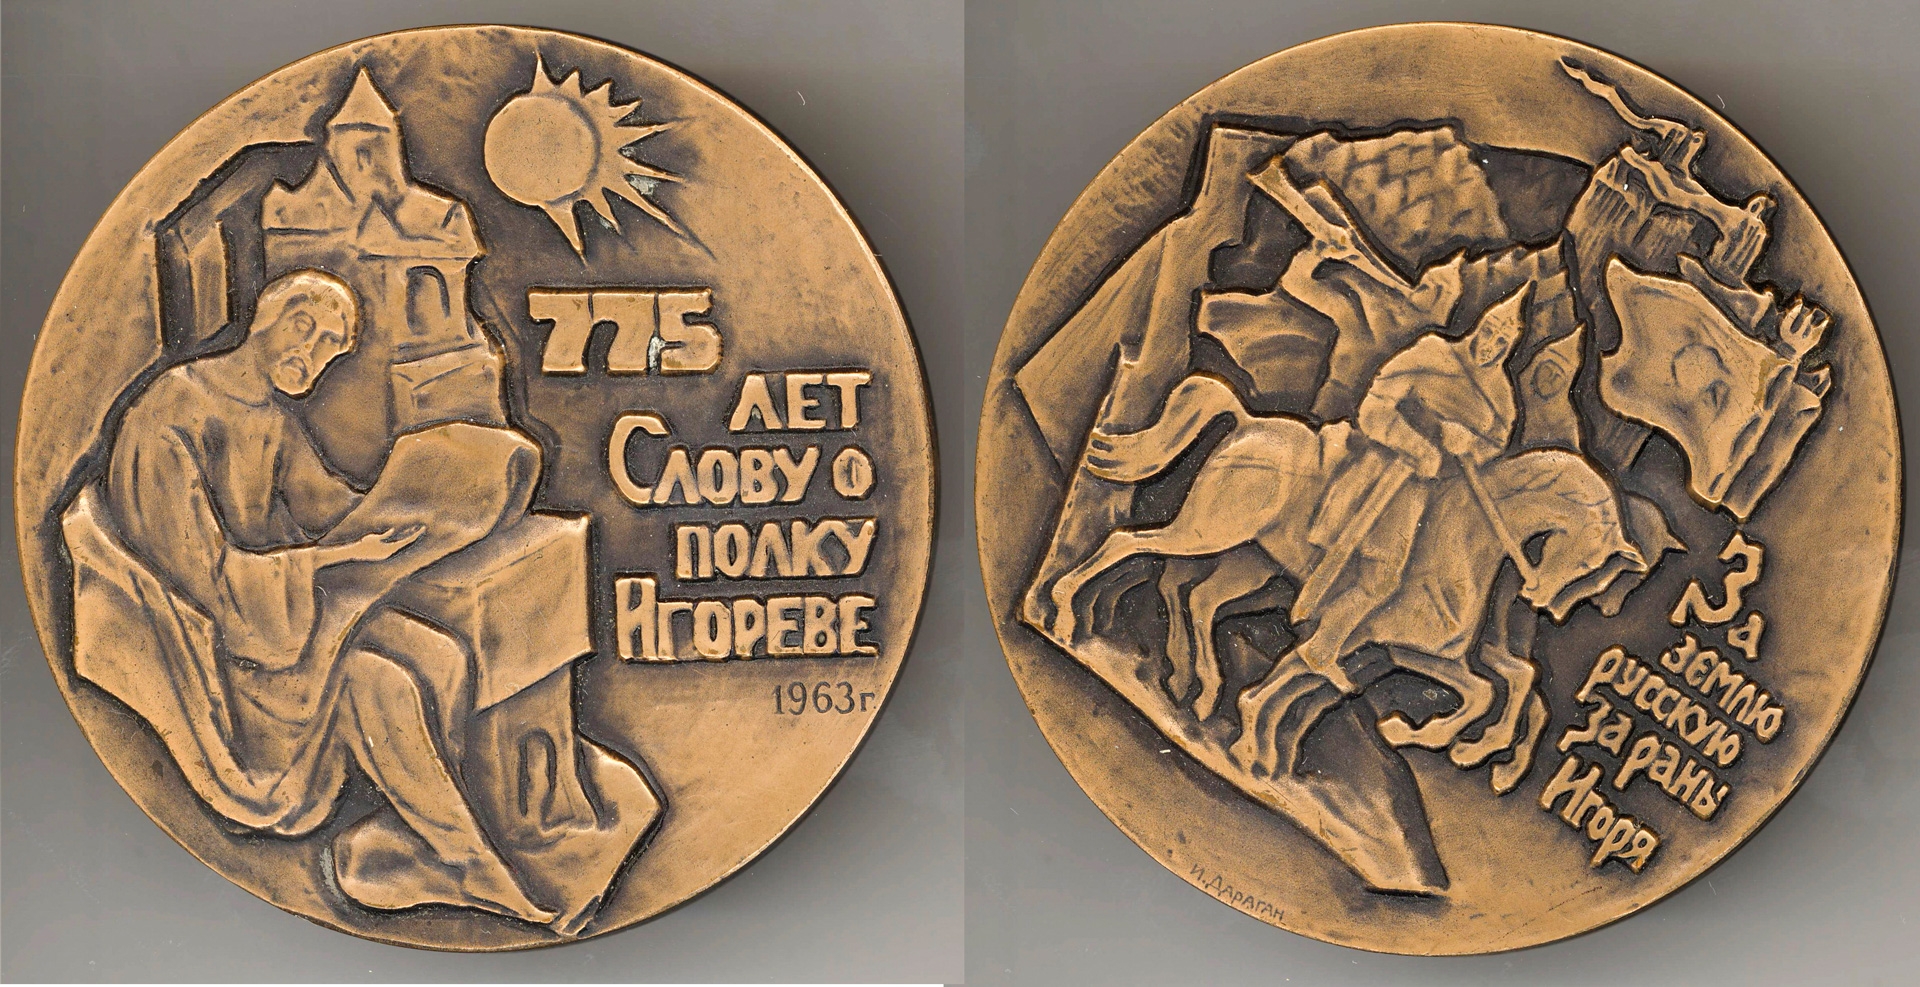 775
ЛЕТ
СЛОВУ О
ПОЛКУ
ИГОРЕВЕ
1963г.
За
землю
русскую
за раны
Игоря
И. ДАРАГАН